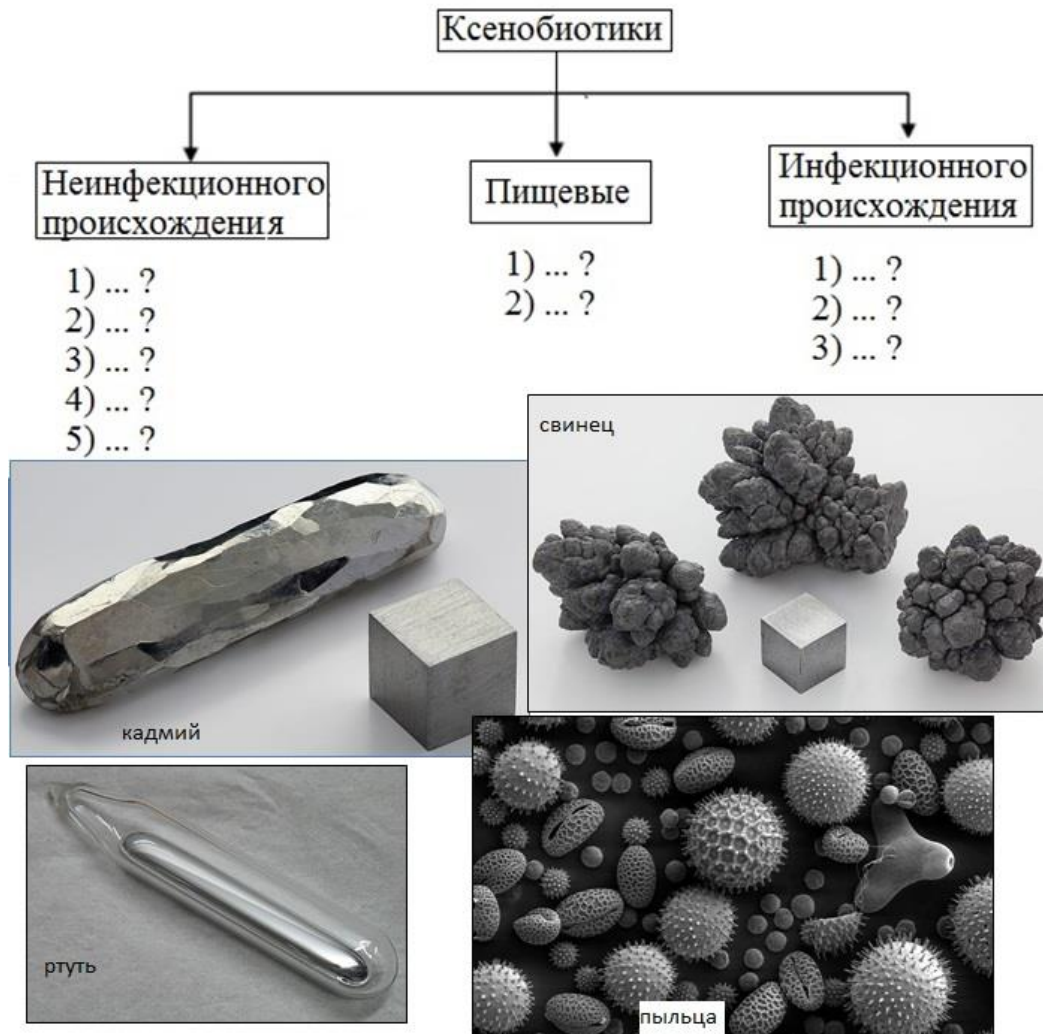 Ксенобиотики
Неинфекционного
происхождения
1) ... ?
2) ... ?
3) ... ?
4) ... ?
5) ... ?
Пищевые
1) ... ?
2) ... ?
Инфекционного
происхождения
1) ... ?
2) ... ?
3) ... ?
свинец
кадмий
ртуть
пыльца